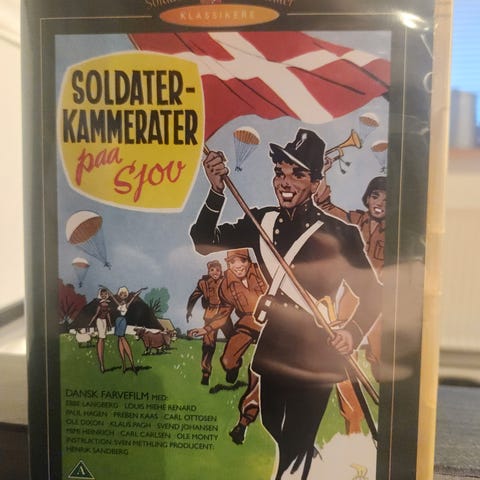 KLASSIKERE
SOLDATER-
KAMMERATER
paa
sjov
DANSK FARVEFILM MED:
EBBE LANGBERG · LOUIS MIEHE RENARD
PAUL HAGEN · PREBEN KAAS · CARL OTTOSEN
OLE DIXON · KLAUS PAGH · SVEND JOHANSEN
MIMI HEINRICH · CARL CARLSEN · OLE MONTY
INSTRUKTION: SVEN METHLING PRODUCENT:
HENRIK SANDBERG
A